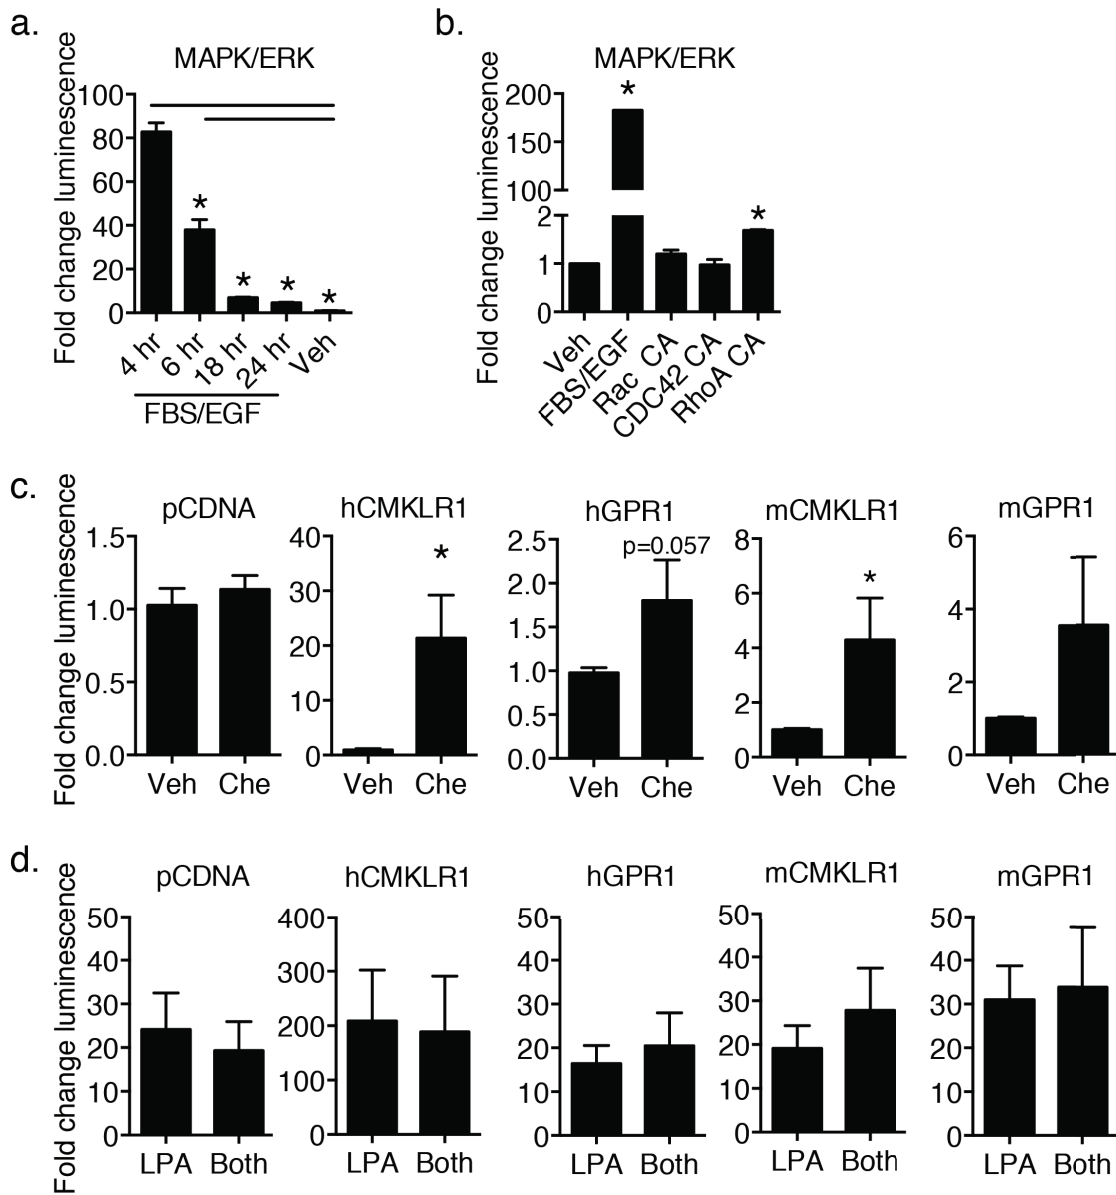 a.
MAPK/ERK
Fold change luminescence
100
80
60
40
20
0
*
*
*
*
4 hr
6 hr
18 hr
24 hr
Veh
FBS/EGF
b.
MAPK/ERK
Fold change luminescence
200
150
100
2
1
0
*
*
Veh
FBS/EGF
Rac CA
CDC42 CA
RhoA CA
c.
Fold change luminescence
pCDNA
1.5
1.0
0.5
0.0
Veh Che
hCMKLR1
40
30
20
10
0
*
Veh Che
hGPR1
2.5
2.0
1.5
1.0
0.5
0.0
p=0.057
Veh Che
mCMKLR1
8
6
4
2
0
*
Veh Che
mGPR1
6
4
2
0
Veh Che
d.
Fold change luminescence
pCDNA
50
40
30
20
10
0
LPA Both
hCMKLR1
400
300
200
100
0
LPA Both
hGPR1
50
40
30
20
10
0
LPA Both
mCMKLR1
50
40
30
20
10
0
LPA Both
mGPR1
50
40
30
20
10
0
LPA Both